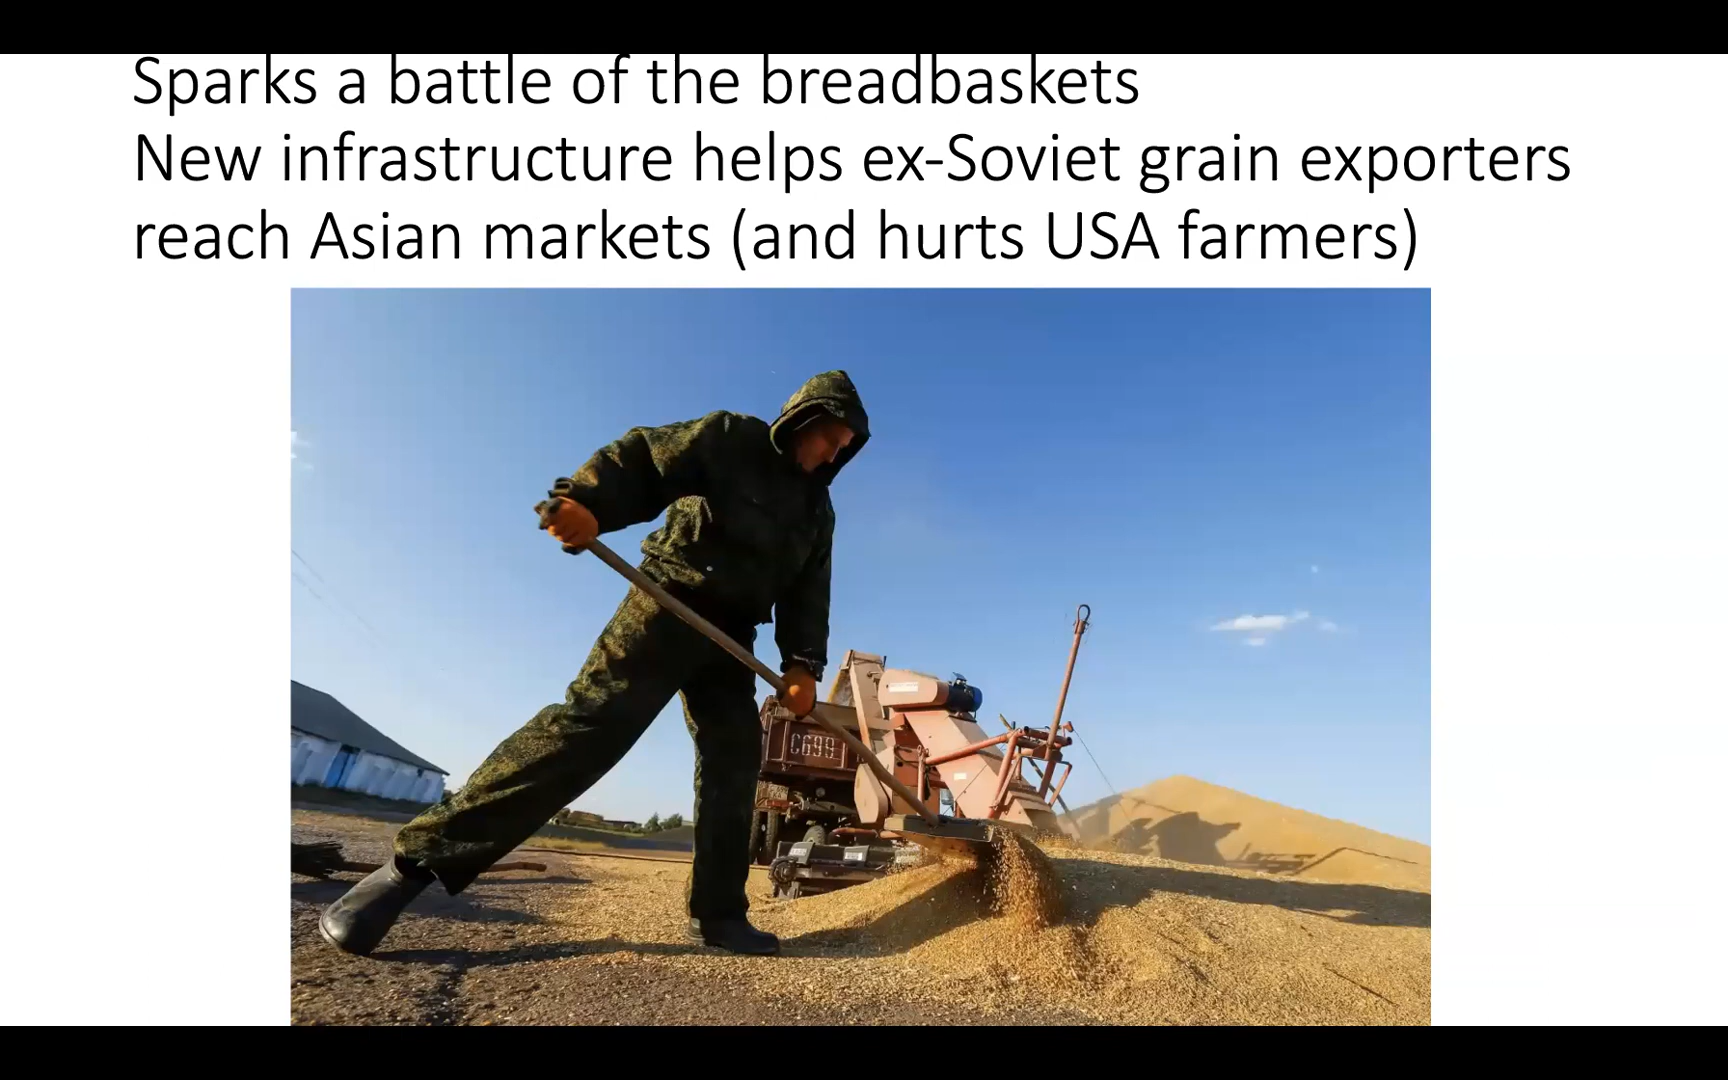 Sparks a battle of the breadbaskets
New infrastructure helps ex-Soviet grain exporters
reach Asian markets (and hurts USA farmers)
C699